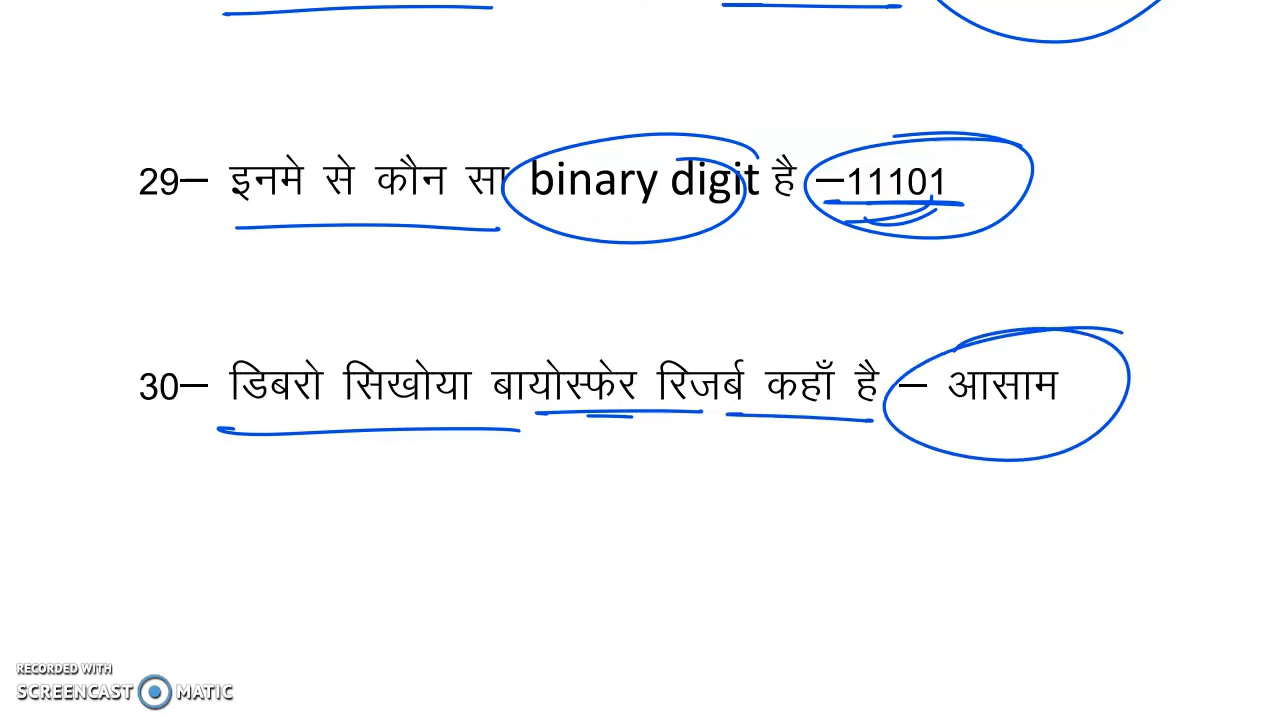 29– इनमे से कौन सा binary digit है –11101
30– डिबरो सिखोया बायोस्फेर रिजर्ब कहाँ है – आसाम
RECORDED WITH
SCREENCAST MATIC